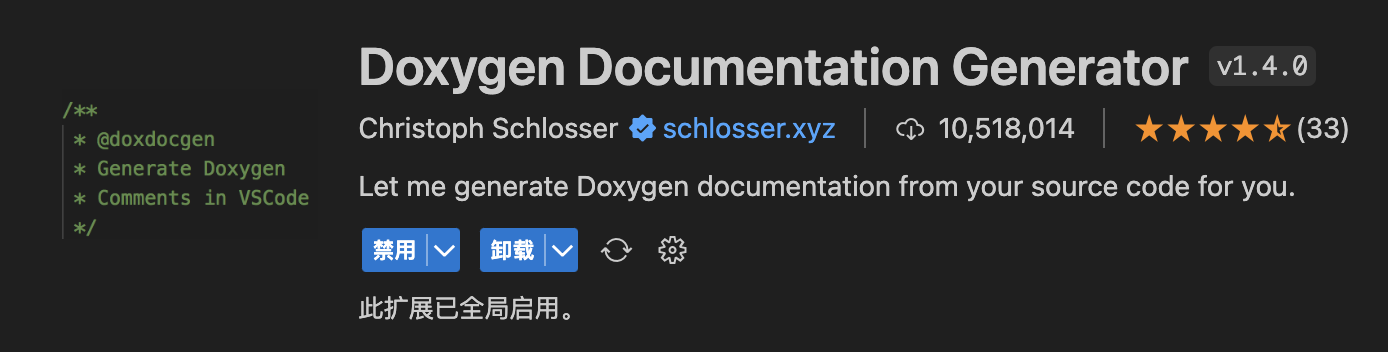 /**
* @doxdocgen
* Generate Doxygen
* Comments in VSCode
*/
Doxygen Documentation Generator v1.4.0
Christoph Schlosser schlosser.xyz 10,518,014 (33)
Let me generate Doxygen documentation from your source code for you.
禁用 卸载
此扩展已全局启用。